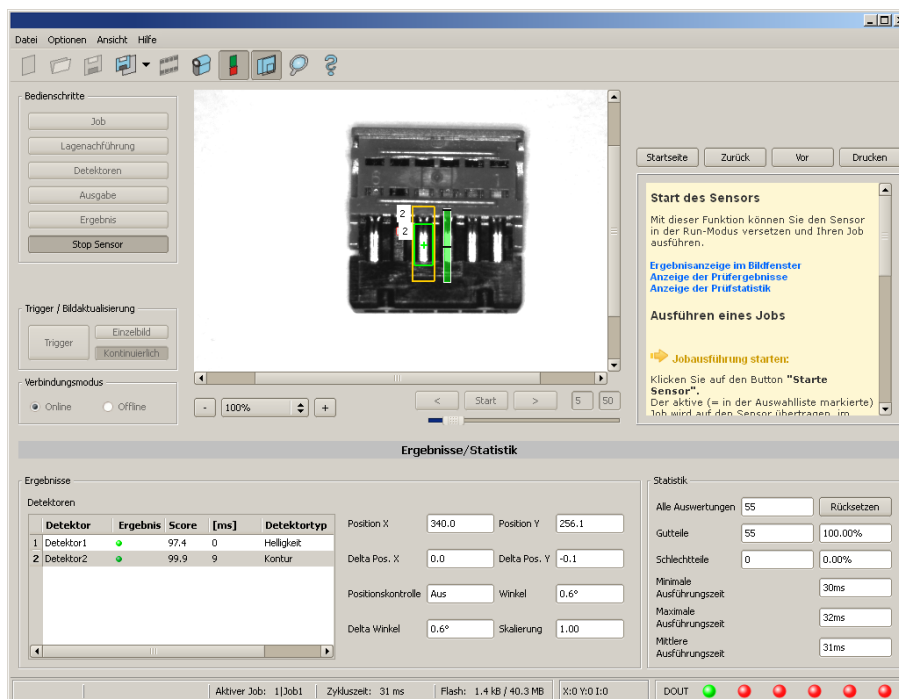 Datei Optionen Ansicht Hilfe
Bedienschritte
Job
Lagenachführung
Detektoren
Ausgabe
Ergebnis
Stop Sensor
Trigger / Bildaktualisierung
Trigger
Einzelbild
Kontinuierlich
Verbindungsmodus
Online
Offline
2
2
- 100% +
< Start > 5 50
Startseite Zurück Vor Drucken
Start des Sensors
Mit dieser Funktion können Sie den Sensor
in der Run-Modus versetzen und Ihren Job
ausführen.
Ergebnisanzeige im Bildfenster
Anzeige der Prüfergebnisse
Anzeige der Prüfstatistik
Ausführen eines Jobs
Jobausführung starten:
Klicken Sie auf den Button "Starte
Sensor".
Der aktive (= in der Auswahlliste markierte)
Job wird auf den Sensor übertragen, im
Ergebnisse/Statistik
Ergebnisse
Detektoren
Detektor Ergebnis Score [ms] Detektortyp
1 Detektor1 97.4 0 Helligkeit
2 Detektor2 99.9 9 Kontur
Position X 340.0 Position Y 256.1
Delta Pos. X 0.0 Delta Pos. Y -0.1
Positionskontrolle Aus Winkel 0.6°
Delta Winkel 0.6° Skalierung 1.00
Statistik
Alle Auswertungen 55 Rücksetzen
Gutteile 55 100.00%
Schlechtteile 0 0.00%
Minimale
Ausführungszeit 30ms
Maximale
Ausführungszeit 32ms
Mittlere
Ausführungszeit 31ms
Aktiver Job: 1|Job1 Zykluszeit: 31 ms Flash: 1.4 kB / 40.3 MB X:0 Y:0 I:0 DOUT